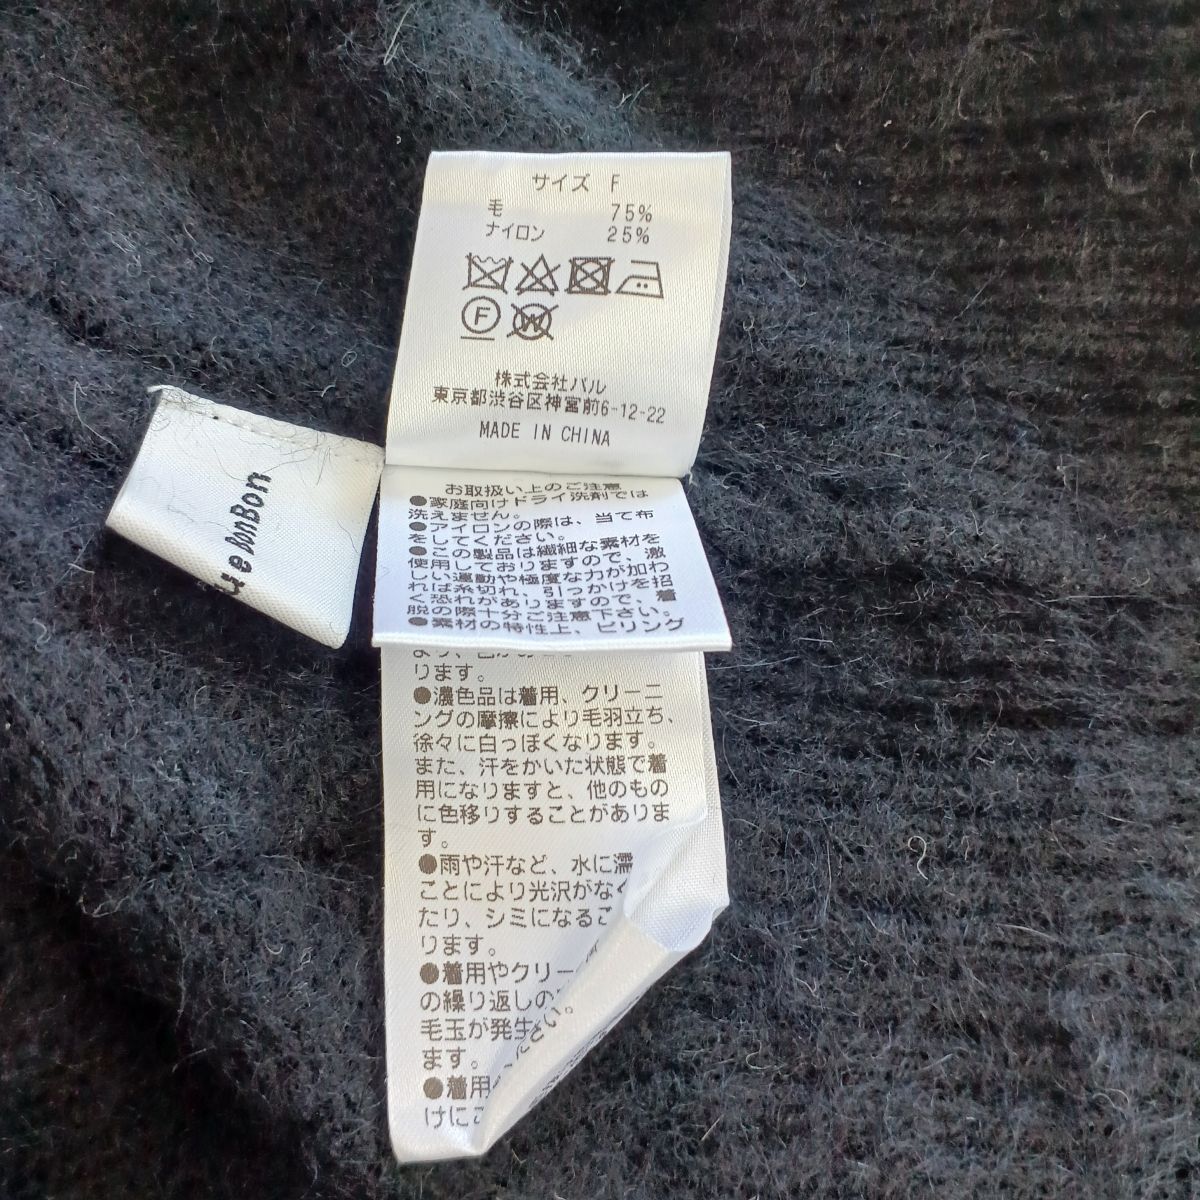 サイズ F
毛 75%
ナイロン 25%
F
W
株式会社パル
東京都渋谷区神宮前6-12-22
MADE IN CHINA
ue bonBon
お取扱い上のご注意
●家庭向けドライ洗剤では
洗えません。
●アイロンの際は、当て布
をしてください。
●この製品は繊細な素材を
使用しておりますので、激
しい運動や極度な力が加わ
れば糸切れ、引っかけを招
く恐れがありますので、着
脱の際十分ご注意下さい。
●素材の特性上、ピリング
ります。
●濃色品は着用、クリーニ
ングの摩擦により毛羽立ち、
徐々に白っぽくなります。
また、汗をかいた状態で着
用になりますと、他のもの
に色移りすることがありま
す。
●雨や汗など、水に濡
ことにより光沢がなく
たり、シミになるこ
ります。
●着用やクリー
の繰り返しの
毛玉が発生
ます。
●着用
けにこ